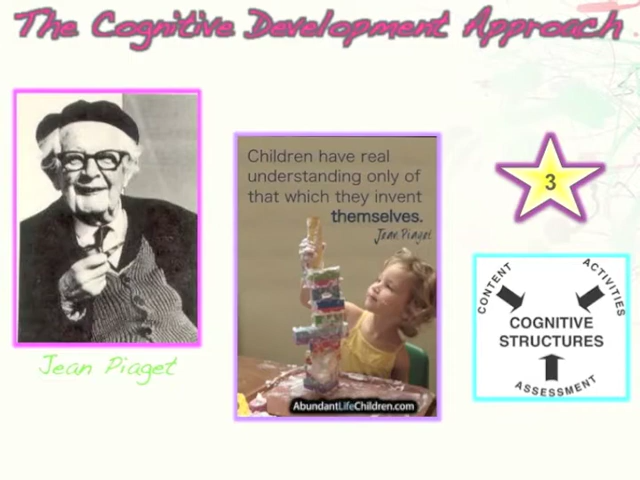 The Cognitive Development Approach
Children have real
understanding only of
that which they invent
themselves.
Jean Piaget
AbundantLifeChildren.com
Jean Piaget
3
CONTENT
ACTIVITIES
COGNITIVE
STRUCTURES
ASSESSMENT